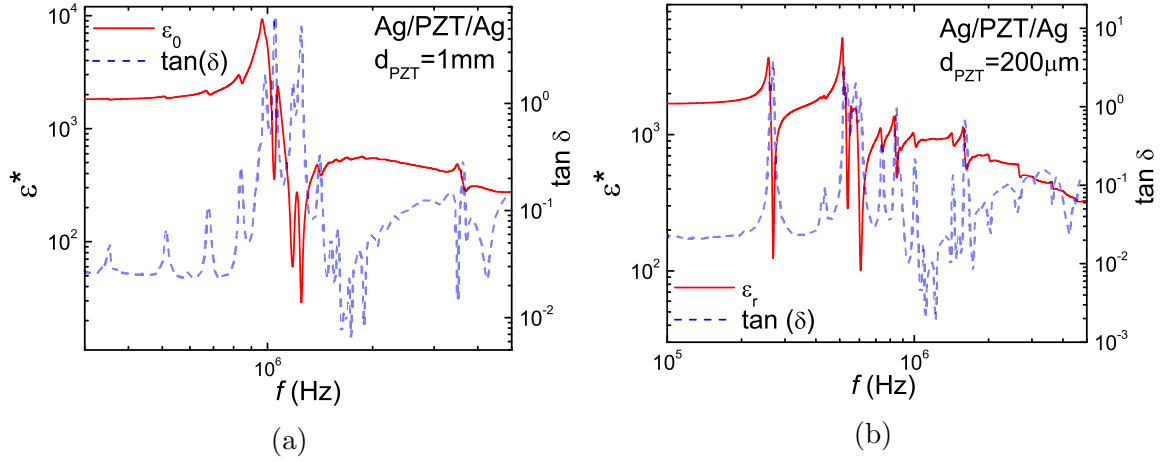 10⁴
10³
10²
ε*
ε₀
tan(δ)
Ag/PZT/Ag
d_PZT=1mm
10⁰
10⁻¹
10⁻²
tan δ
10⁶
f (Hz)
(a)
10³
10²
ε*
Ag/PZT/Ag
d_PZT=200μm
ε_r
tan (δ)
10¹
10⁰
10⁻¹
10⁻²
10⁻³
tan δ
10⁵
10⁶
f (Hz)
(b)